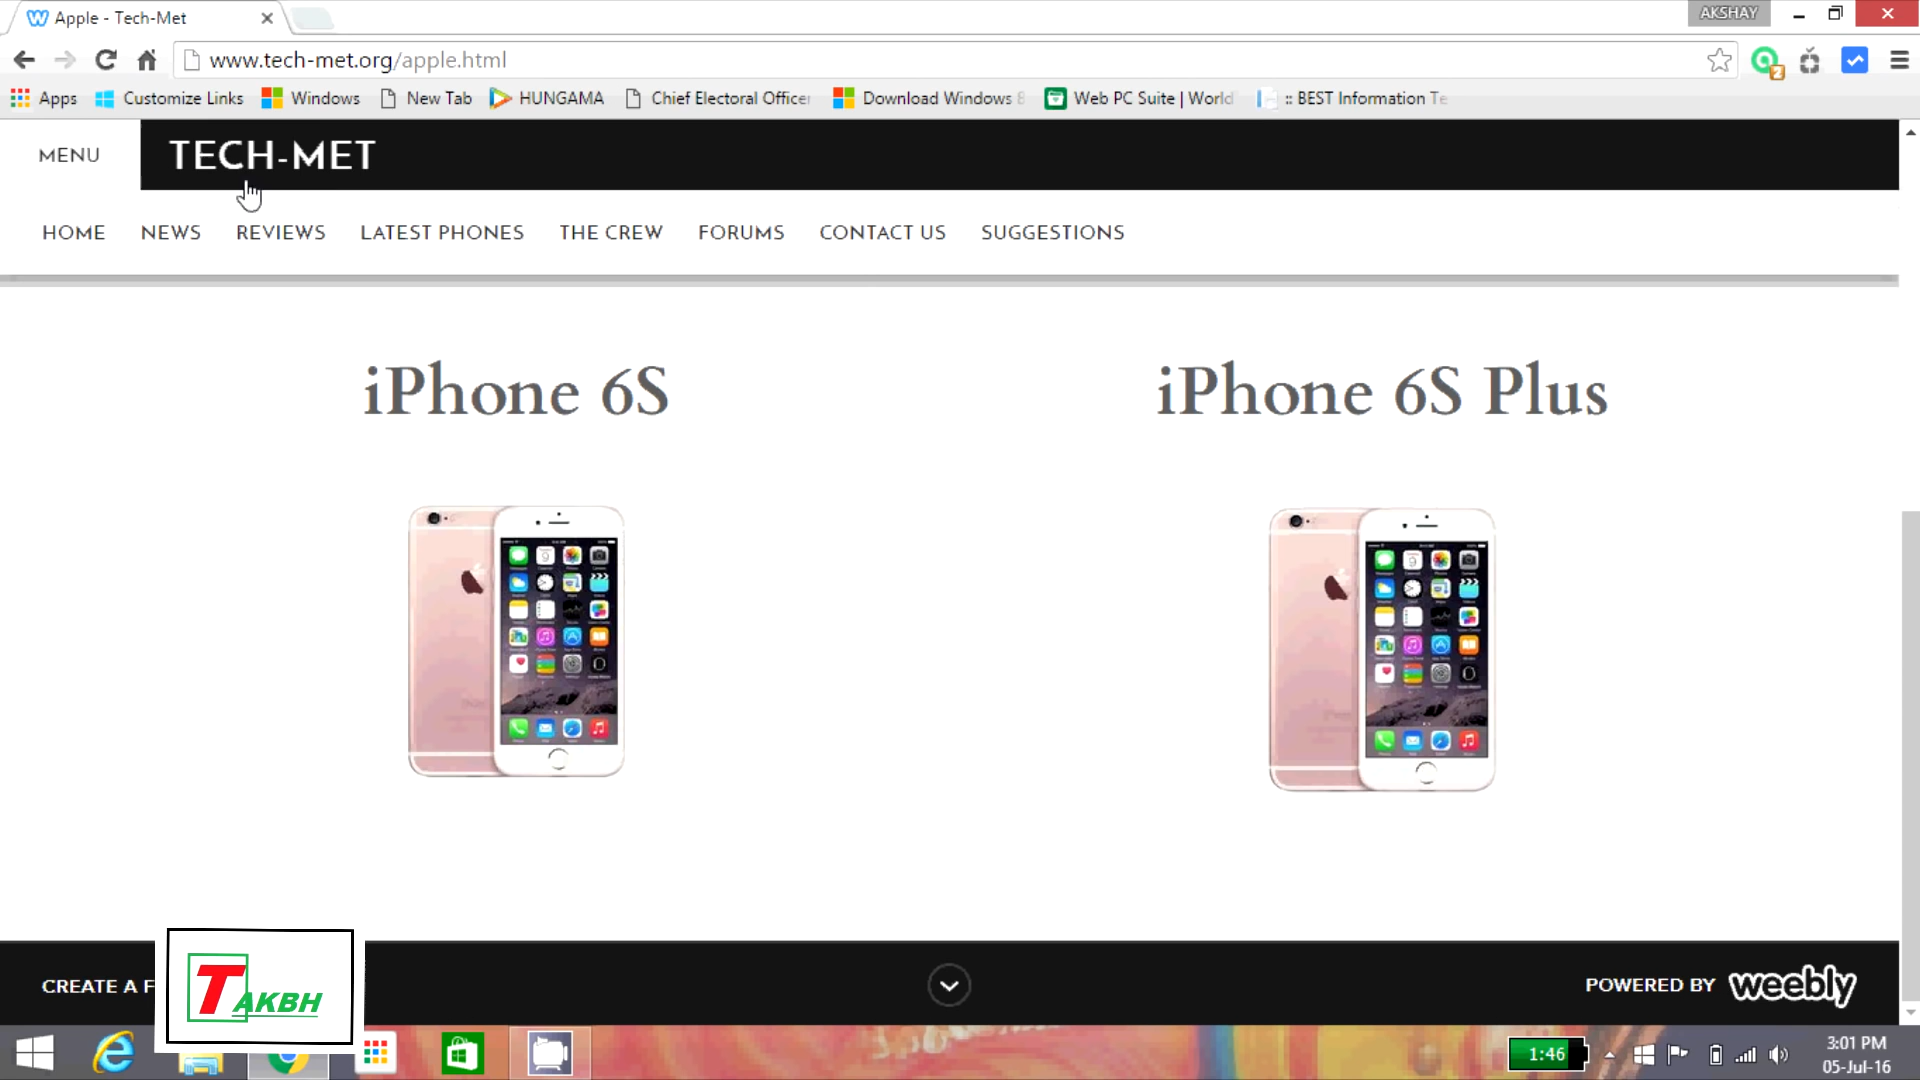 Apple - Tech-Met
AKSHAY
www.tech-met.org/apple.html
Apps
Customize Links
Windows
New Tab
HUNGAMA
Chief Electoral Officer
Download Windows 8
Web PC Suite | World
:: BEST Information Te
MENU
TECH-MET
HOME
NEWS
REVIEWS
LATEST PHONES
THE CREW
FORUMS
CONTACT US
SUGGESTIONS
iPhone 6S
iPhone 6S Plus
CREATE A F
TAKBH
POWERED BY weebly
1:46
3:01 PM
05-Jul-16